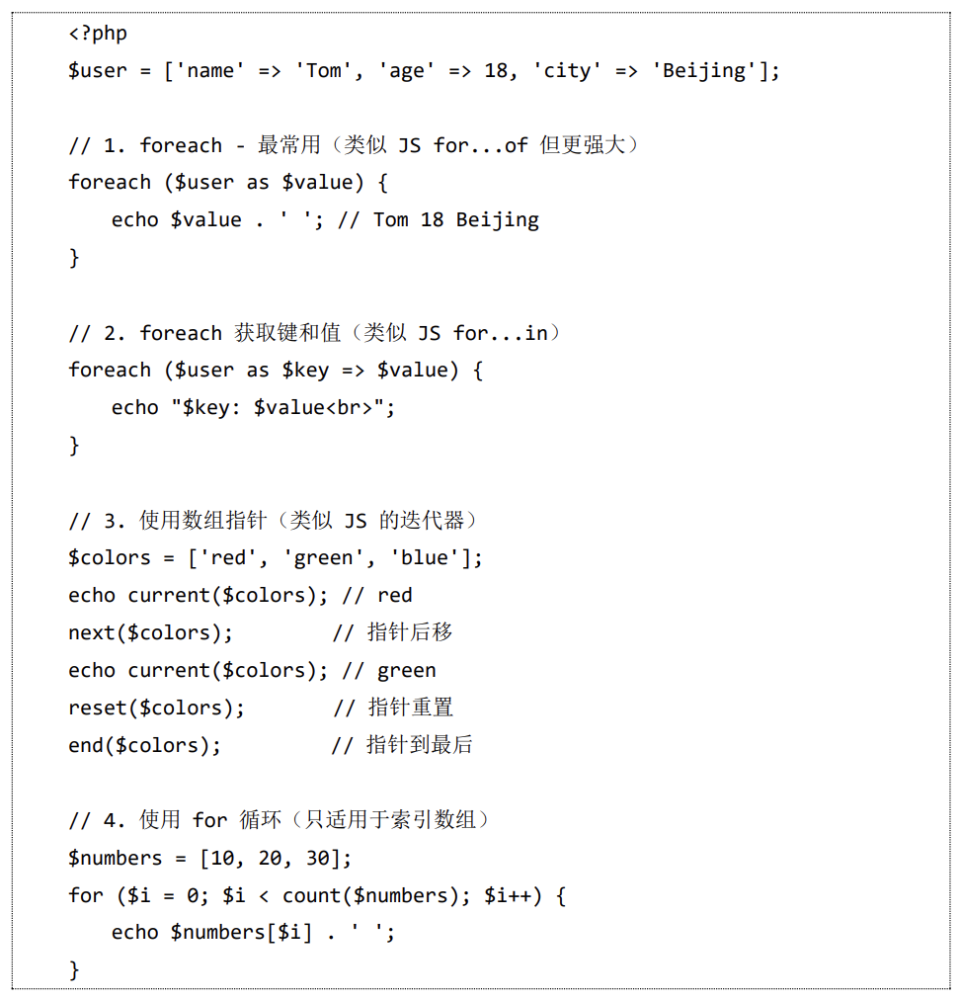 <?php
$user = ['name' => 'Tom', 'age' => 18, 'city' => 'Beijing'];
// 1. foreach - 最常用（类似 JS for...of 但更强大）
foreach ($user as $value) {
echo $value . ' '; // Tom 18 Beijing
}
// 2. foreach 获取键和值（类似 JS for...in）
foreach ($user as $key => $value) {
echo "$key: $value<br>";
}
// 3. 使用数组指针（类似 JS 的迭代器）
$colors = ['red', 'green', 'blue'];
echo current($colors); // red
next($colors); // 指针后移
echo current($colors); // green
reset($colors); // 指针重置
end($colors); // 指针到最后
// 4. 使用 for 循环（只适用于索引数组）
$numbers = [10, 20, 30];
for ($i = 0; $i < count($numbers); $i++) {
echo $numbers[$i] . ' ';
}